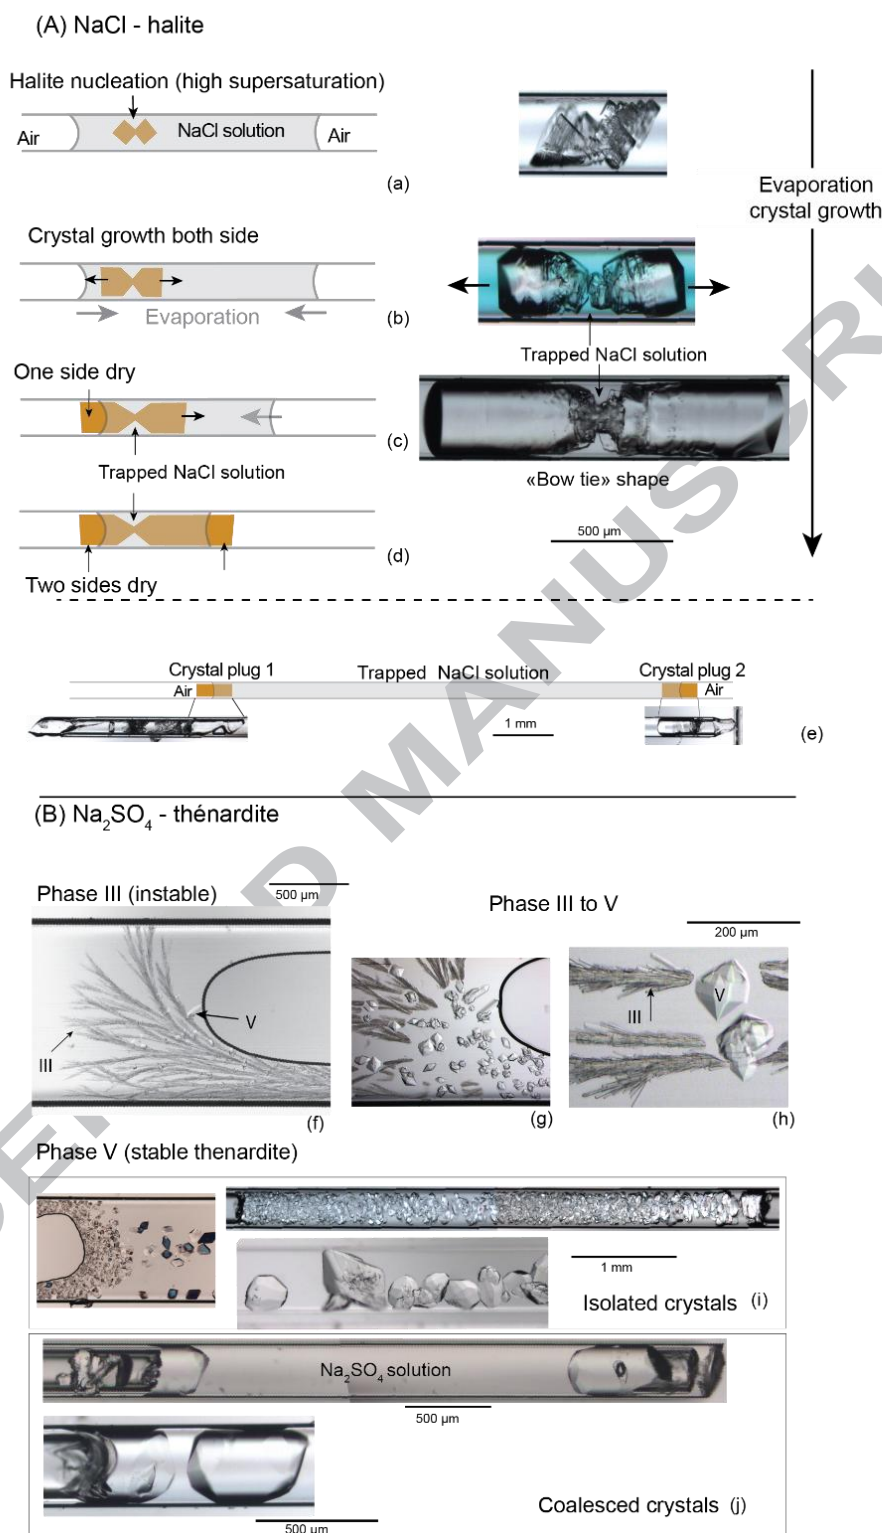 (A) NaCl - halite
Halite nucleation (high supersaturation)
Air
NaCl solution
Air
(a)
Evaporation
crystal growth
Crystal growth both side
Evaporation
(b)
Trapped NaCl solution
One side dry
(c)
Trapped NaCl solution
«Bow tie» shape
500 µm
(d)
Two sides dry
Crystal plug 1
Trapped NaCl solution
Crystal plug 2
Air
Air
1 mm
(e)
(B) Na2SO4 - thénardite
Phase III (instable)
500 µm
Phase III to V
200 µm
V
III
(f)
(g)
V
III
(h)
Phase V (stable thenardite)
1 mm
Isolated crystals (i)
Na2SO4 solution
500 µm
Coalesced crystals (j)
500 µm
MANUSCRI